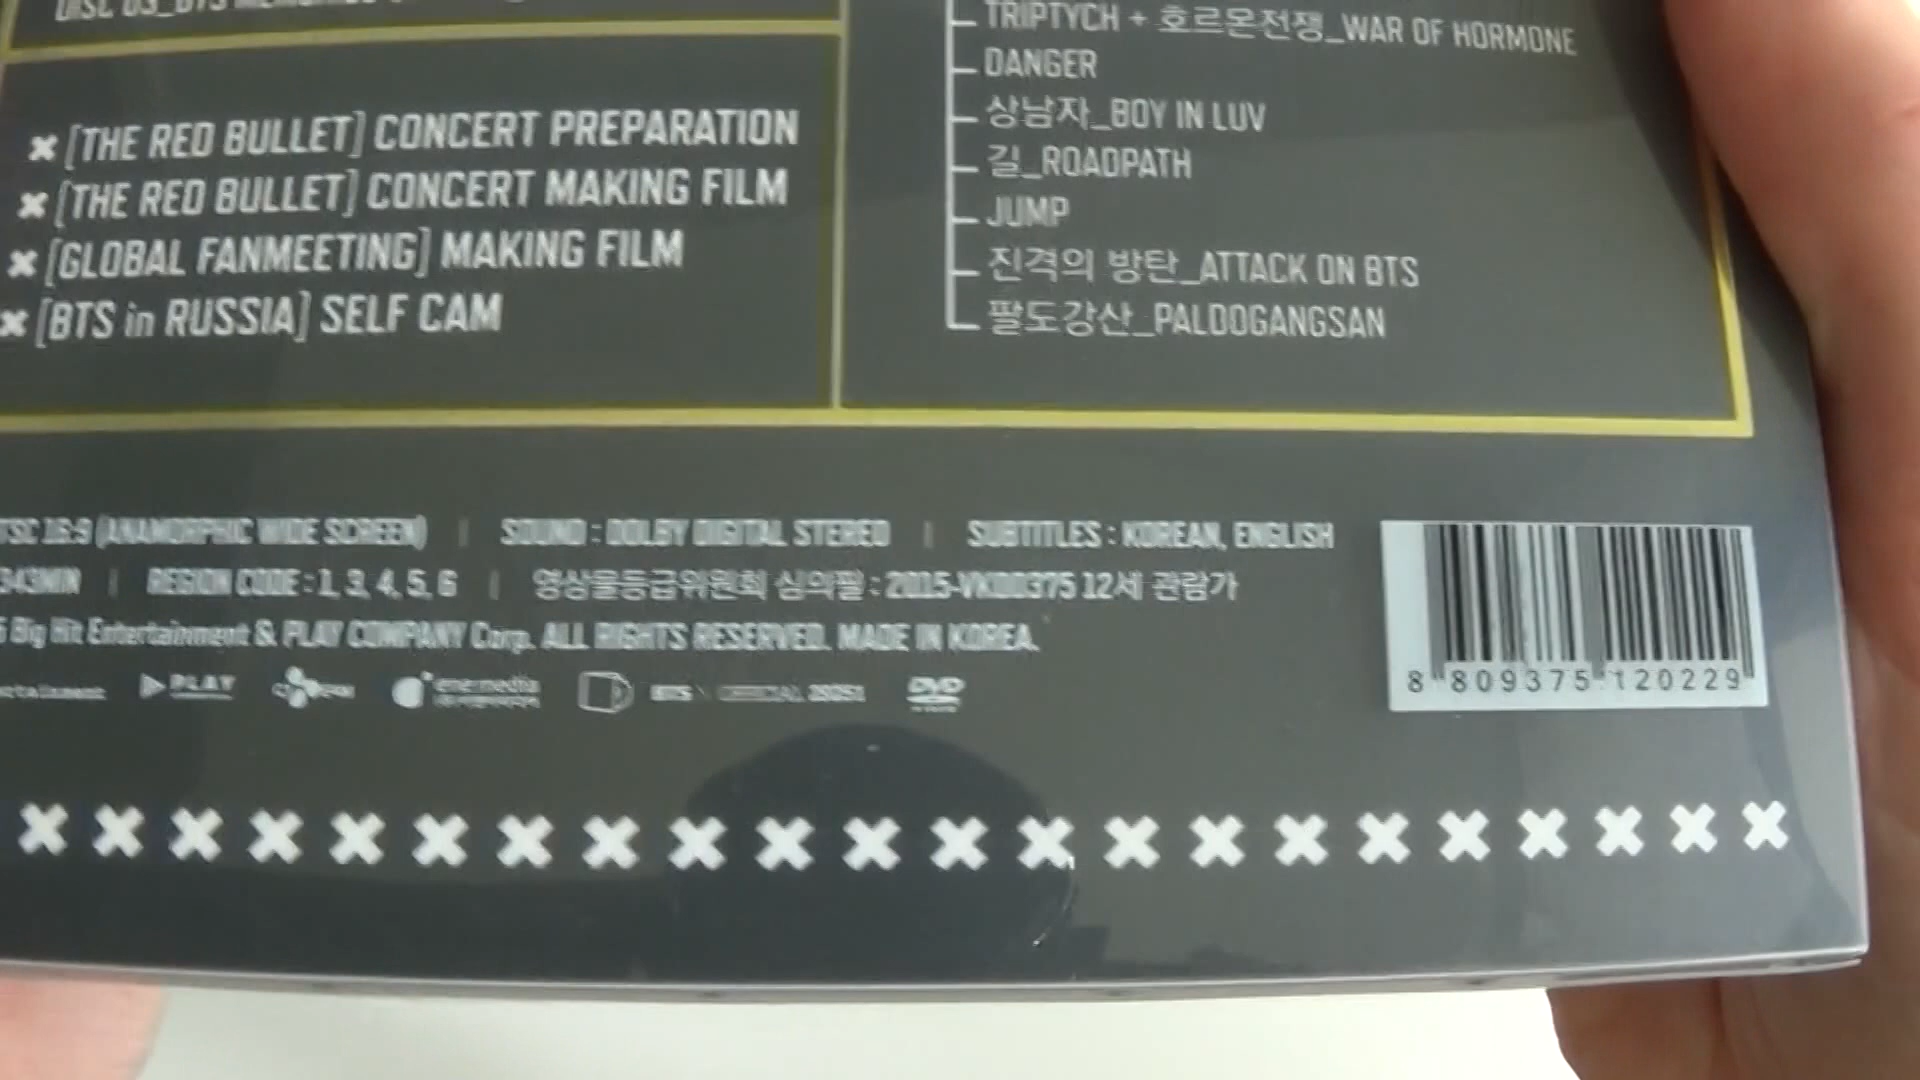 DISC 03_BTS MEMORIES
✖ [THE RED BULLET] CONCERT PREPARATION
✖ [THE RED BULLET] CONCERT MAKING FILM
✖ [GLOBAL FANMEETING] MAKING FILM
✖ [BTS in RUSSIA] SELF CAM
TRIPTYCH + 호르몬전쟁_WAR OF HORMONE
DANGER
상남자_BOY IN LUV
길_ROADPATH
JUMP
진격의 방탄_ATTACK ON BTS
팔도강산_PALDOGANGSAN
TSC 16:9 (ANAMORPHIC WIDE SCREEN) | SOUND : DOLBY DIGITAL STEREO | SUBTITLES : KOREAN, ENGLISH
343MIN | REGION CODE : 1, 3, 4, 5, 6 | 영상물등급위원회 심의필 : 2015-VK00375 12세 관람가
Big Hit Entertainment & PLAY COMPANY Corp. ALL RIGHTS RESERVED. MADE IN KOREA.
PLAY
DVD
8 809375 120229